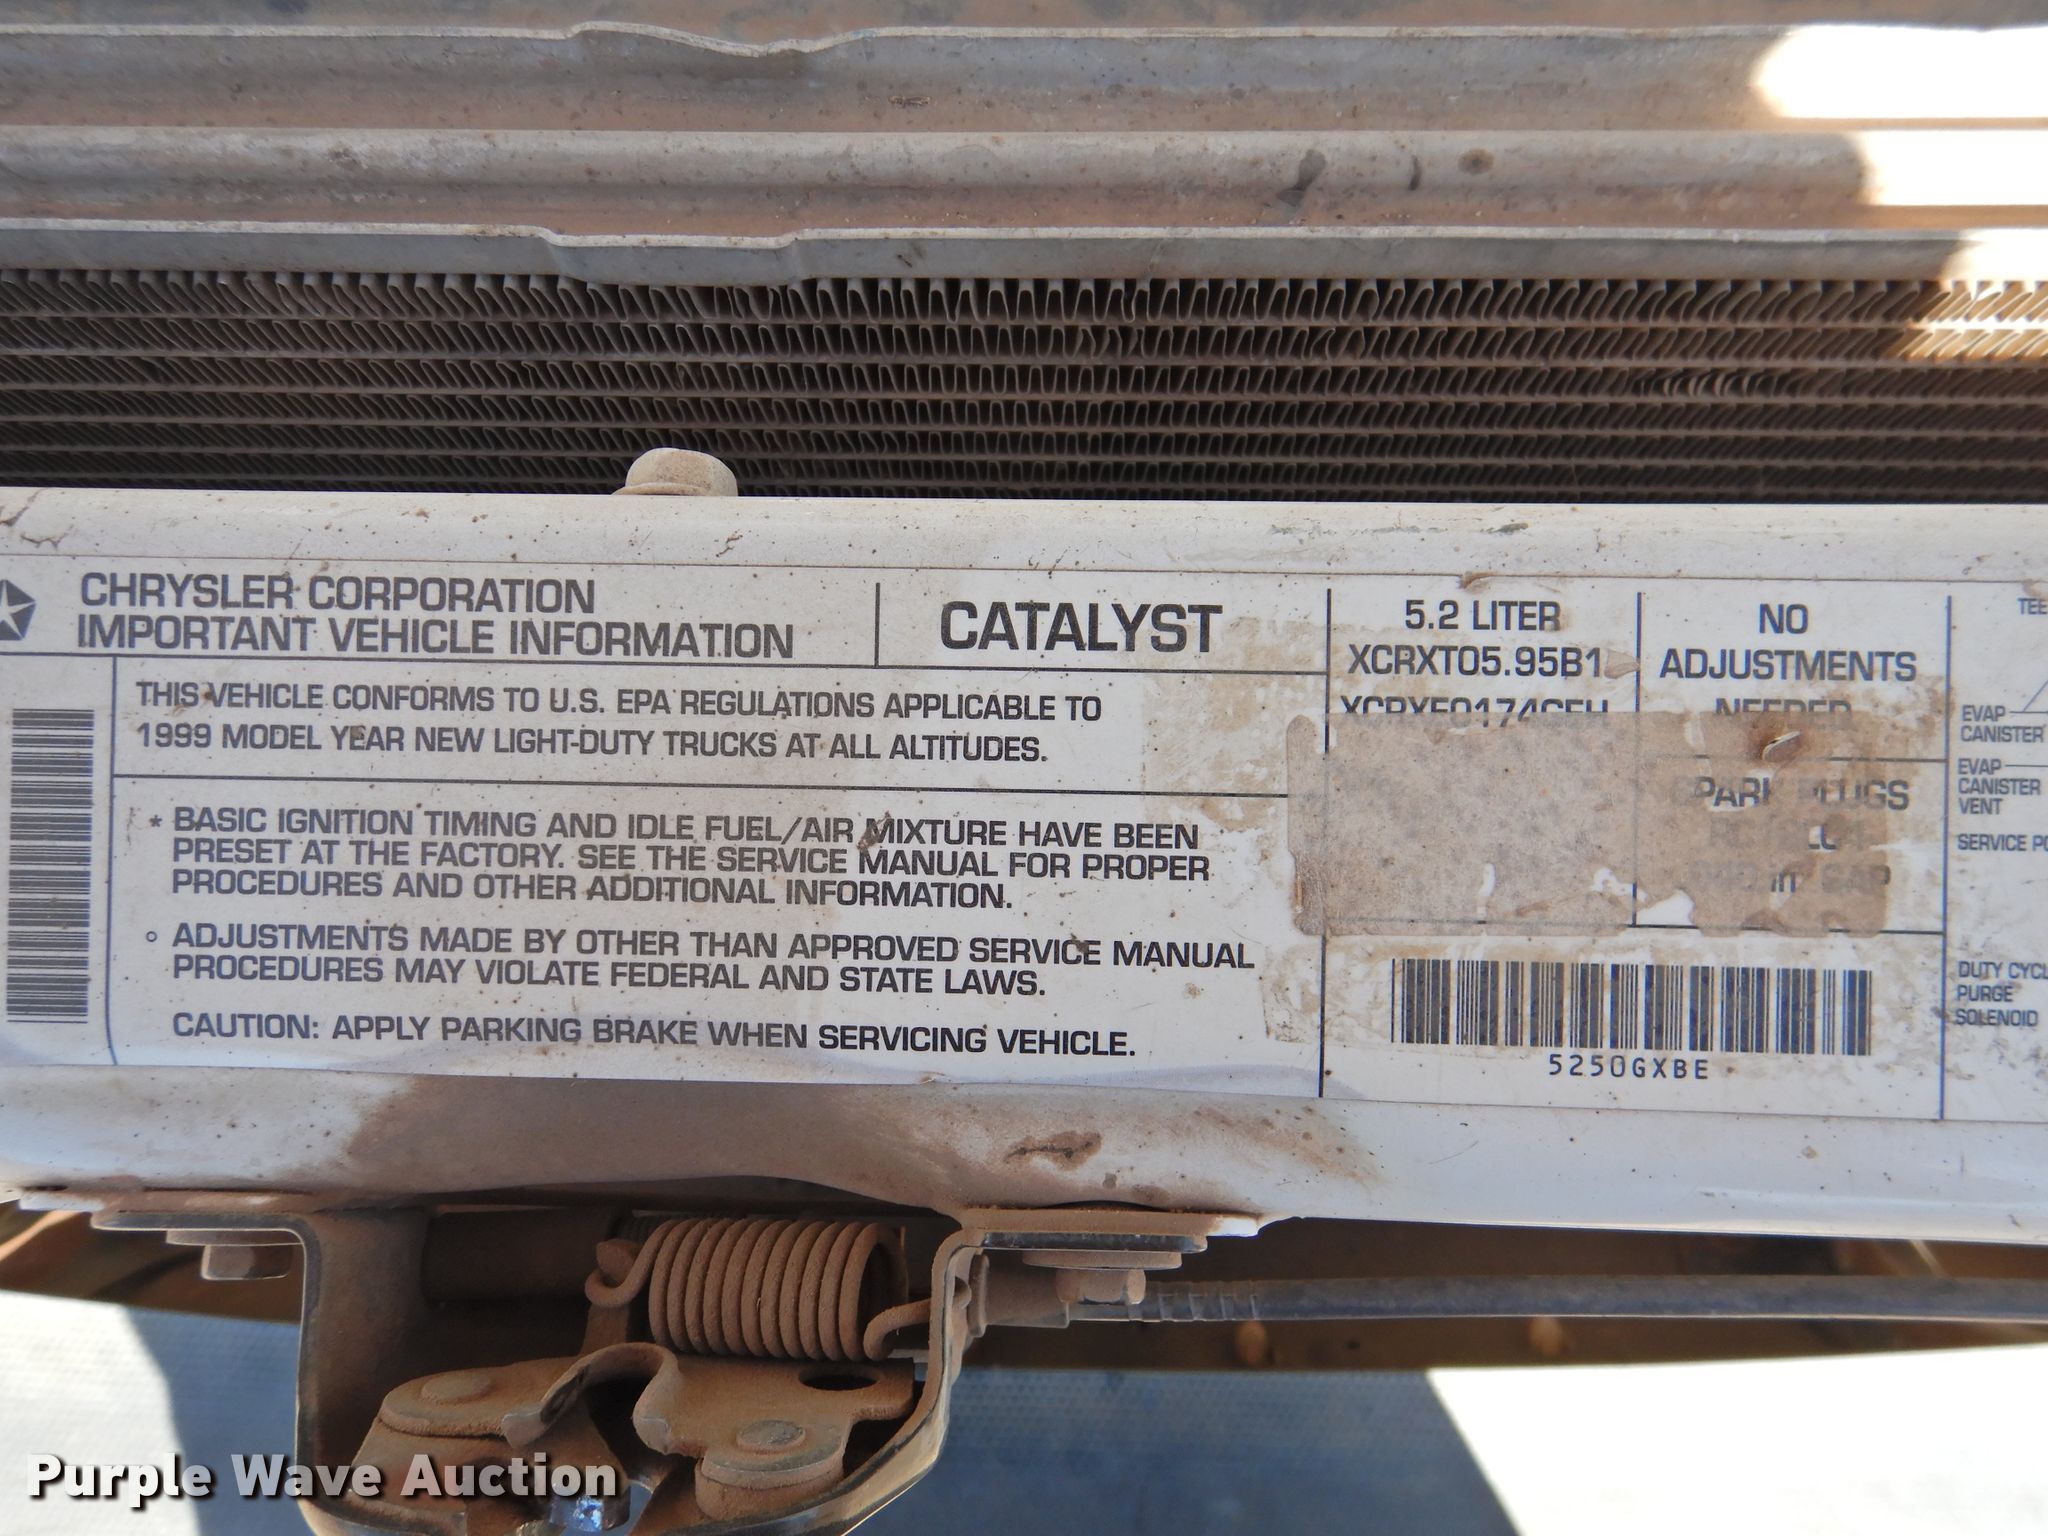 CHRYSLER CORPORATION
IMPORTANT VEHICLE INFORMATION
CATALYST
THIS VEHICLE CONFORMS TO U.S. EPA REGULATIONS APPLICABLE TO
1999 MODEL YEAR NEW LIGHT-DUTY TRUCKS AT ALL ALTITUDES.
* BASIC IGNITION TIMING AND IDLE FUEL/AIR MIXTURE HAVE BEEN
PRESET AT THE FACTORY. SEE THE SERVICE MANUAL FOR PROPER
PROCEDURES AND OTHER ADDITIONAL INFORMATION.
° ADJUSTMENTS MADE BY OTHER THAN APPROVED SERVICE MANUAL
PROCEDURES MAY VIOLATE FEDERAL AND STATE LAWS.
CAUTION: APPLY PARKING BRAKE WHEN SERVICING VEHICLE.
5.2 LITER
XCRXT05.95B1
NO
ADJUSTMENTS
NEEDED
SPARK PLUGS
GAP
5250GXBE
TEE
EVAP
CANISTER
EVAP
CANISTER
VENT
SERVICE
DUTY
PURGE
SOLENOID
Purple Wave Auction